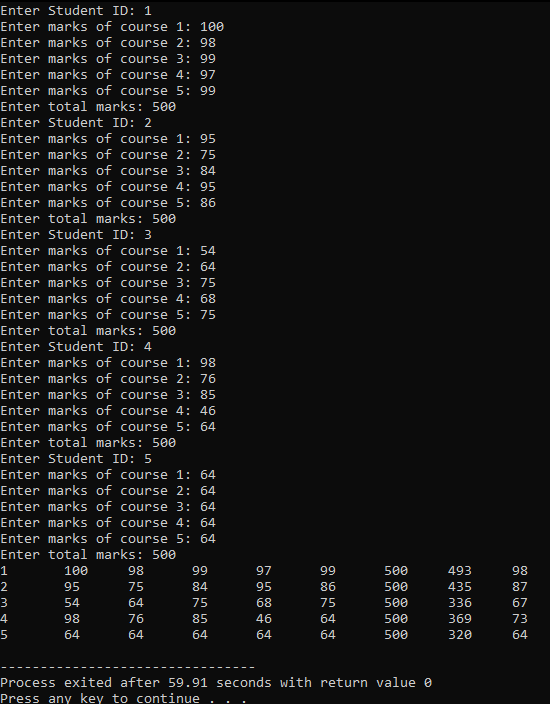 Enter Student ID: 1
Enter marks of course 1: 100
Enter marks of course 2: 98
Enter marks of course 3: 99
Enter marks of course 4: 97
Enter marks of course 5: 99
Enter total marks: 500
Enter Student ID: 2
Enter marks of course 1: 95
Enter marks of course 2: 75
Enter marks of course 3: 84
Enter marks of course 4: 95
Enter marks of course 5: 86
Enter total marks: 500
Enter Student ID: 3
Enter marks of course 1: 54
Enter marks of course 2: 64
Enter marks of course 3: 75
Enter marks of course 4: 68
Enter marks of course 5: 75
Enter total marks: 500
Enter Student ID: 4
Enter marks of course 1: 98
Enter marks of course 2: 76
Enter marks of course 3: 85
Enter marks of course 4: 46
Enter marks of course 5: 64
Enter total marks: 500
Enter Student ID: 5
Enter marks of course 1: 64
Enter marks of course 2: 64
Enter marks of course 3: 64
Enter marks of course 4: 64
Enter marks of course 5: 64
Enter total marks: 500
1       100     98      99      97      99      500     493     98
2       95      75      84      95      86      500     435     87
3       54      64      75      68      75      500     336     67
4       98      76      85      46      64      500     369     73
5       64      64      64      64      64      500     320     64
--------------------------------
Process exited after 59.91 seconds with return value 0
Press any key to continue . . .